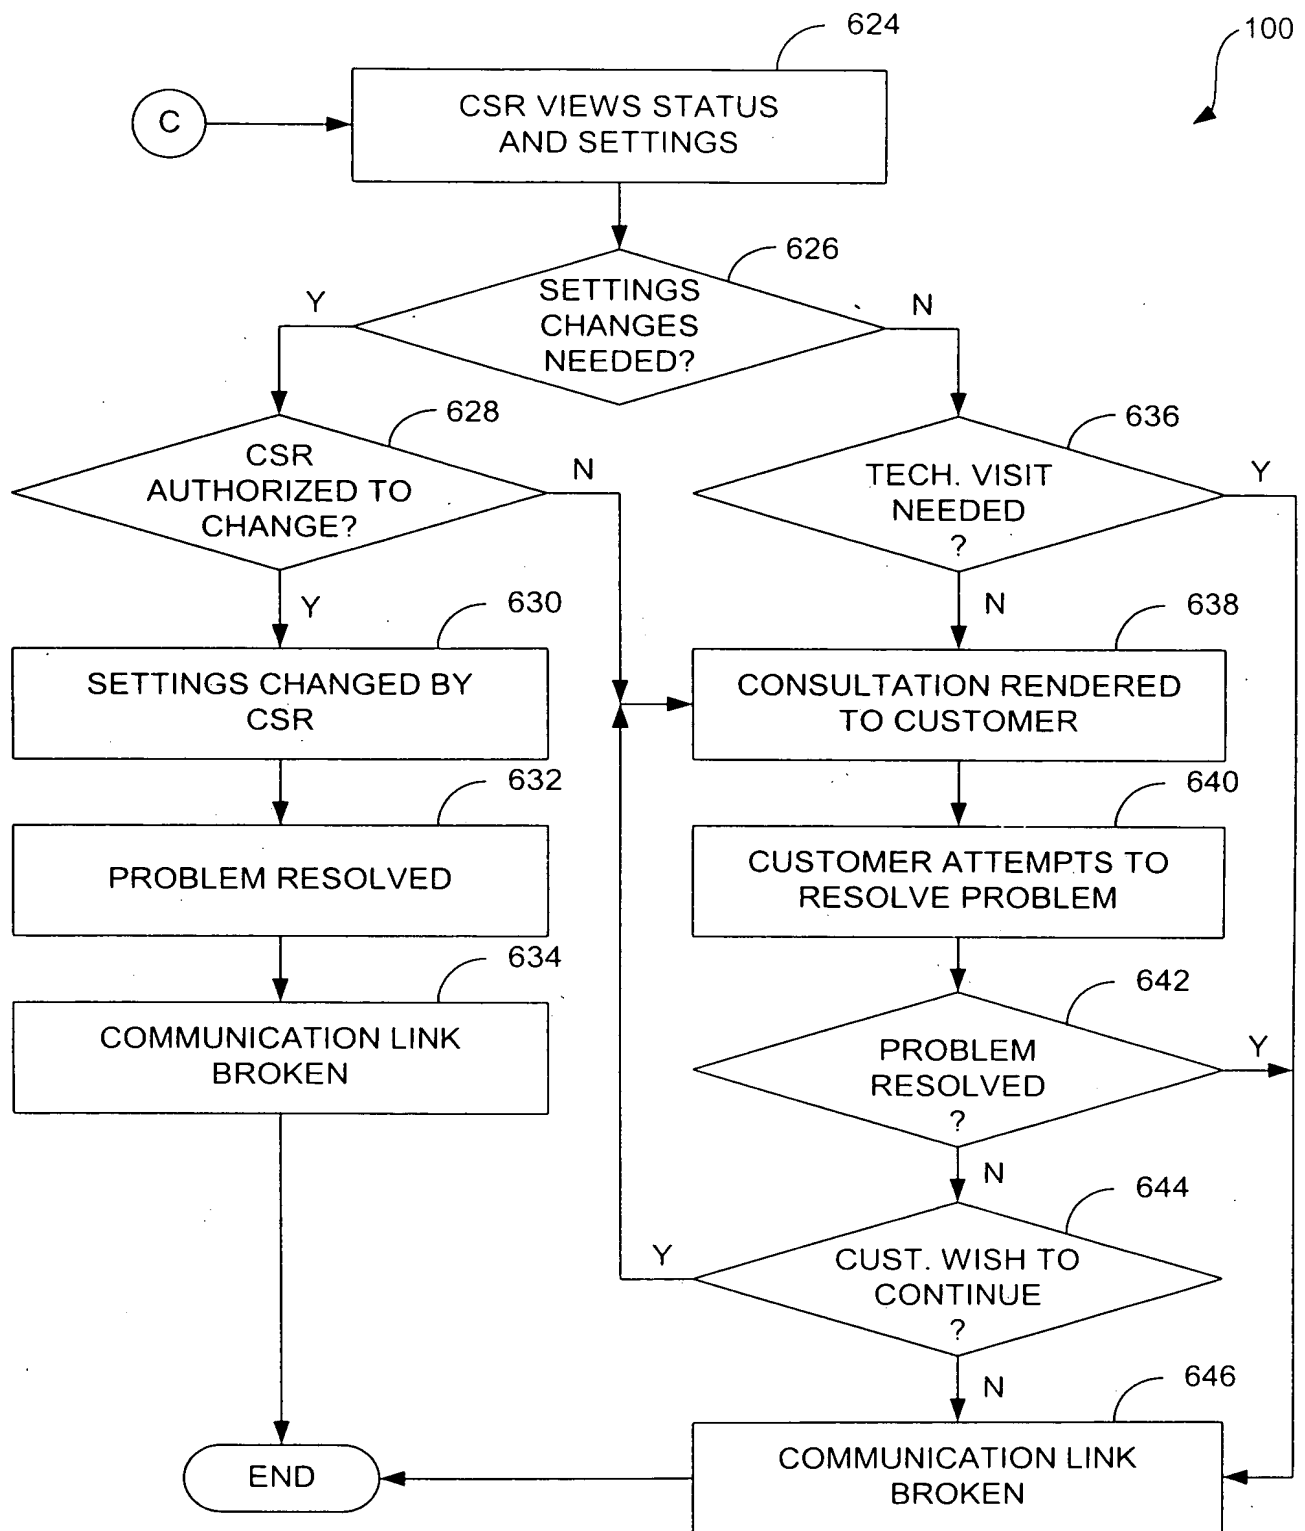 624
100
C
CSR VIEWS STATUS
AND SETTINGS
626
Y
SETTINGS
CHANGES
NEEDED?
N
628
CSR
AUTHORIZED TO
CHANGE?
N
636
TECH. VISIT
NEEDED
?
Y
Y
630
N
638
SETTINGS CHANGED BY
CSR
CONSULTATION RENDERED
TO CUSTOMER
632
640
PROBLEM RESOLVED
CUSTOMER ATTEMPTS TO
RESOLVE PROBLEM
634
642
COMMUNICATION LINK
BROKEN
PROBLEM
RESOLVED
?
Y
N
644
Y
CUST. WISH TO
CONTINUE
?
N
646
END
COMMUNICATION LINK
BROKEN